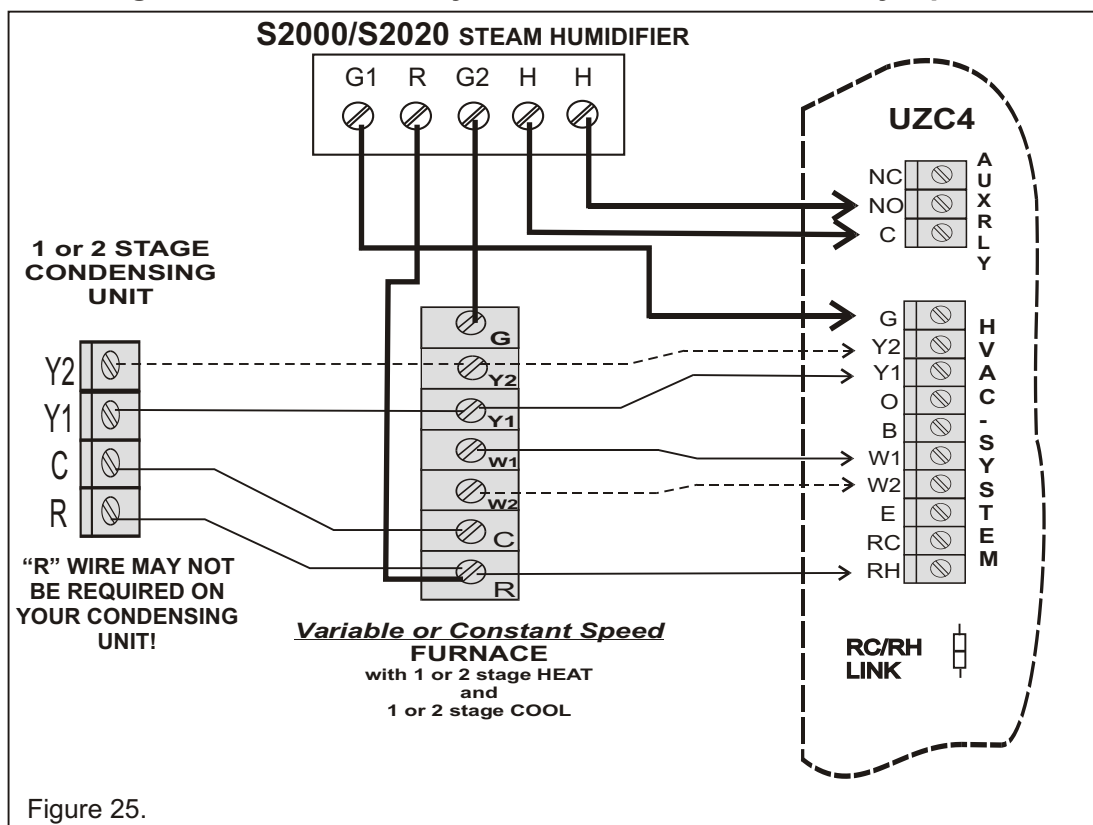 S2000/S2020 STEAM HUMIDIFIER
G1 R G2 H H
UZC4
NC
NO
C
AUXRLY
1 or 2 STAGE
CONDENSING
UNIT
Y2
Y1
C
R
“R” WIRE MAY NOT
BE REQUIRED ON
YOUR CONDENSING
UNIT!
G
Y2
Y1
W1
W2
C
R
Variable or Constant Speed
FURNACE
with 1 or 2 stage HEAT
and
1 or 2 stage COOL
G
Y2
Y1
O
B
W1
W2
E
RC
RH
HVAC-SYSTEM
RC/RH
LINK
Figure 25.